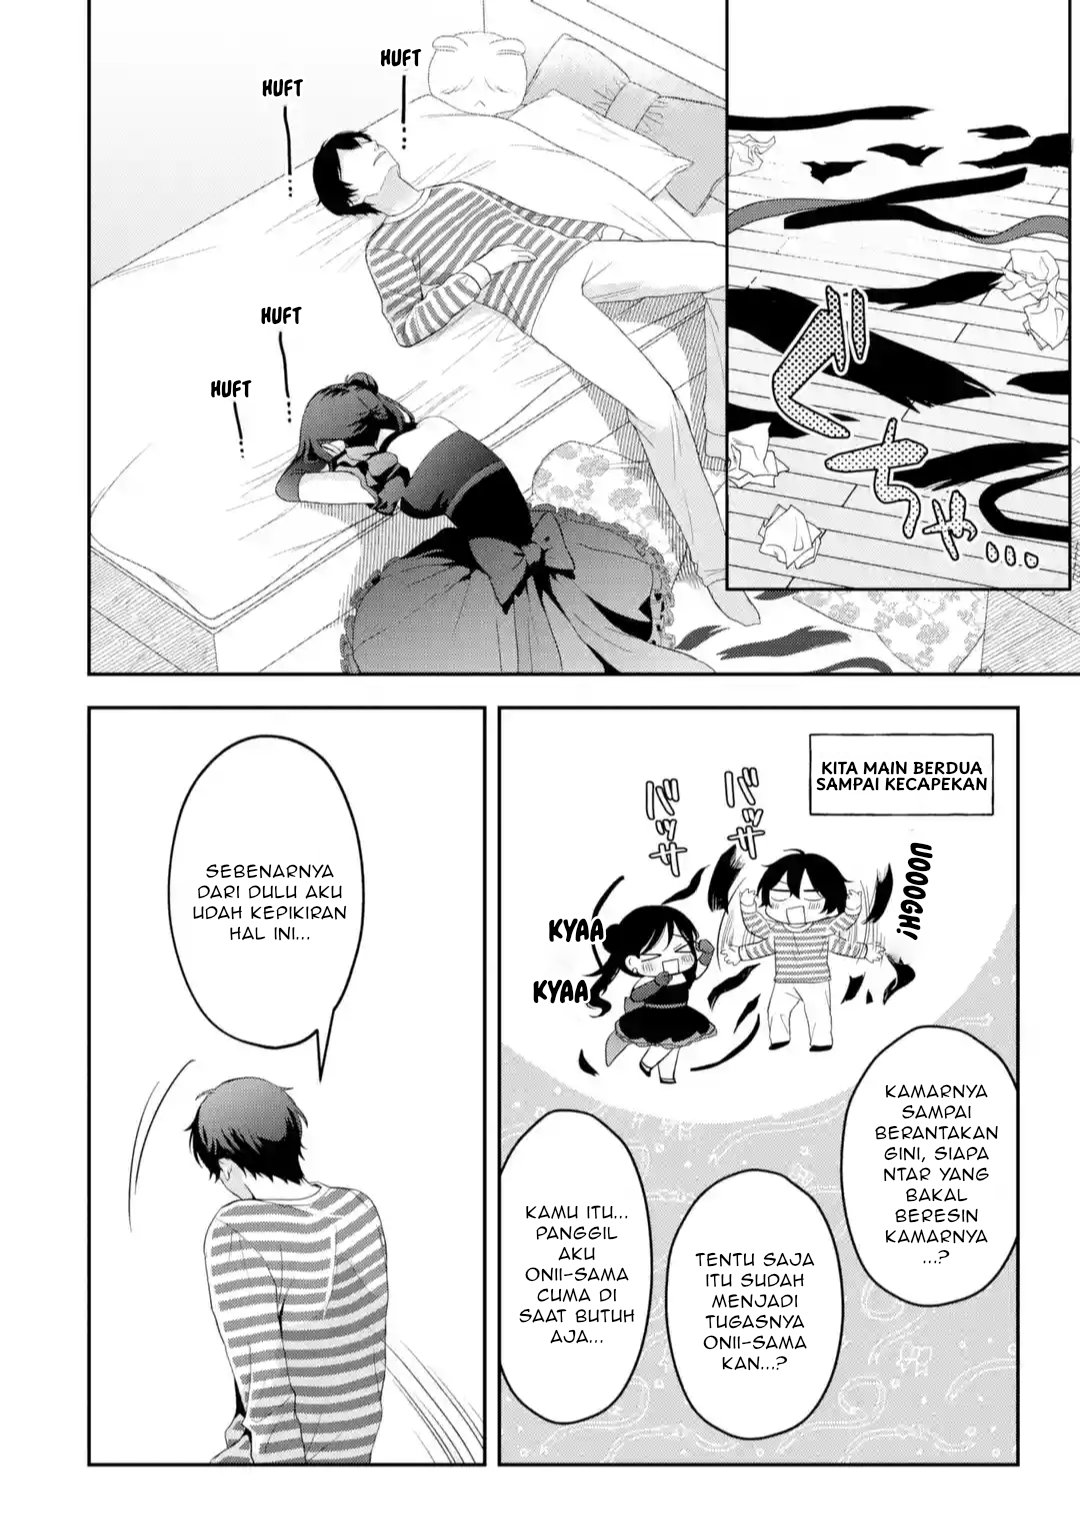 ぐ
ちゃ....
HUFT
HUFT
HUFT
HUFT
KITA MAIN BERDUA
SAMPAI KECAPEKAN
バッサ
バッサ
UOOOGH!
KYAA
KYAA
KAMARNYA
SAMPAI
BERANTAKAN
GINI, SIAPA
NTAR YANG
BAKAL
BERESIN
KAMARNYA
...?
TENTU SAJA
ITU SUDAH
MENJADI
TUGASNYA
ONII-SAMA
KAN...?
KAMU ITU...
PANGGIL
AKU
ONII-SAMA
CUMA DI
SAAT BUTUH
AJA...
SEBENARNYA
DARI DULU AKU
UDAH KEPIKIRAN
HAL INI...